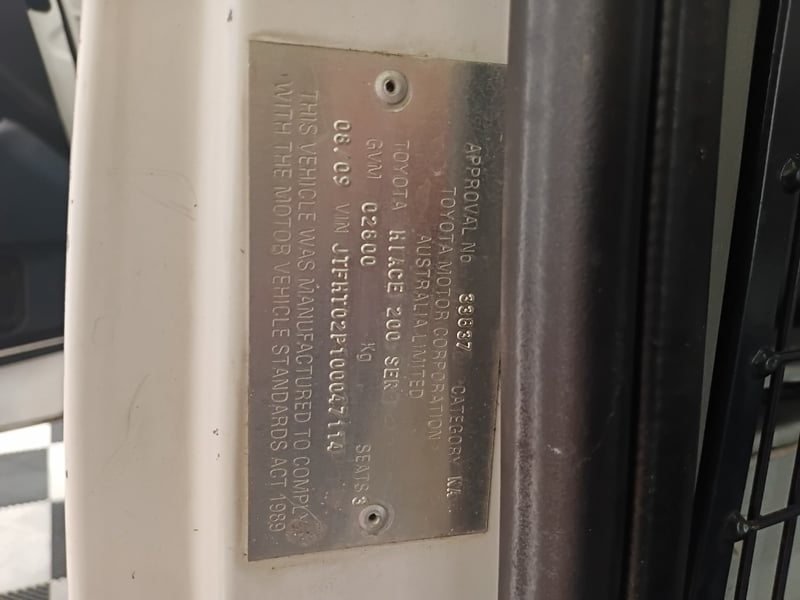 APPROVAL No 33637 CATEGORY NA
TOYOTA MOTOR CORPORATION
AUSTRALIA LIMITED
TOYOTA HIACE 200 SER
GVM 02800 Kg SEATS 3
08.'09 VIN JTFHT02P100047114
THIS VEHICLE WAS MANUFACTURED TO COMPLY
WITH THE MOTOR VEHICLE STANDARDS ACT 1989